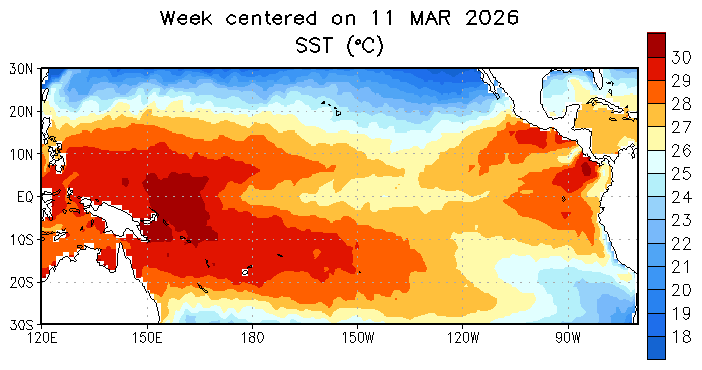 Week centered on 11 MAR 2026
SST (°C)
30N
20N
10N
EQ
10S
20S
30S
120E 150E 180 150W 120W 90W
30
29
28
27
26
25
24
23
22
21
20
19
18